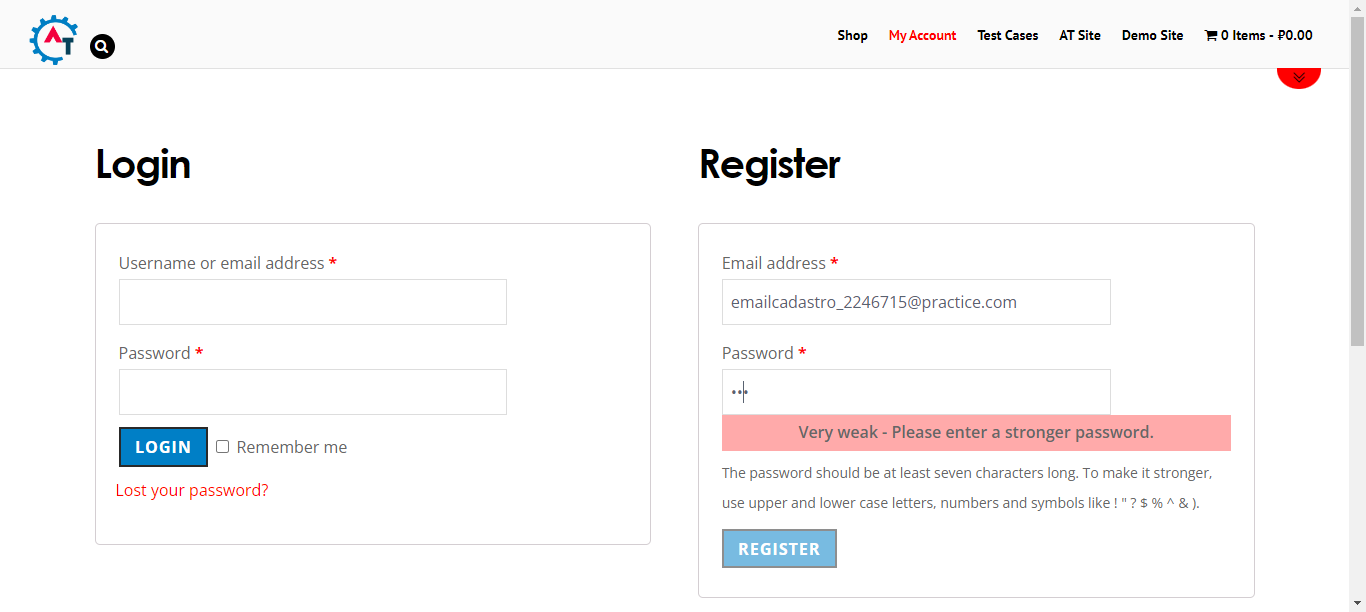 AT
Shop My Account Test Cases AT Site Demo Site 0 Items - ₽0.00
Login
Username or email address *
Password *
LOGIN Remember me
Lost your password?
Register
Email address *
emailcadastro_2246715@practice.com
Password *
•••
Very weak - Please enter a stronger password.
The password should be at least seven characters long. To make it stronger,
use upper and lower case letters, numbers and symbols like ! " ? $ % ^ & ).
REGISTER